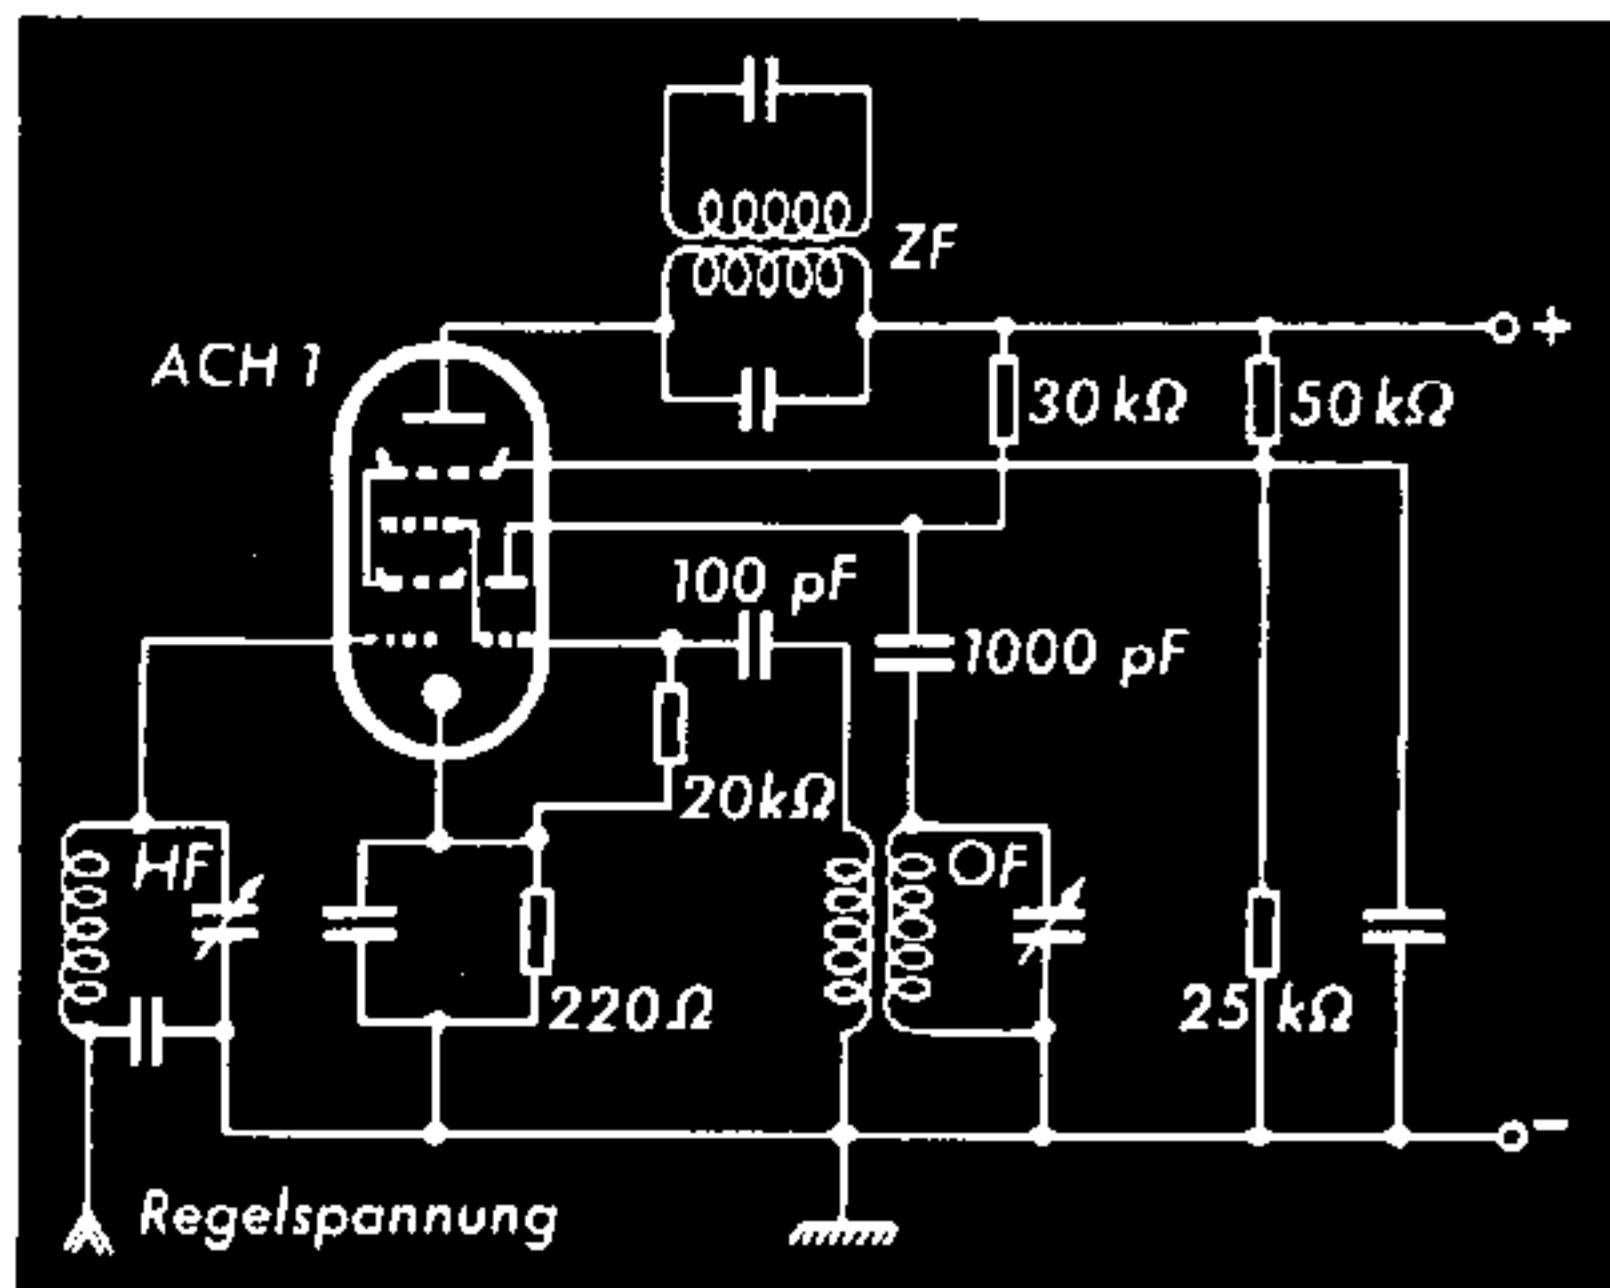 ZF
+
ACH 1
30 kΩ
50 kΩ
100 pF
1000 pF
20kΩ
HF
OF
220Ω
25 kΩ
-
Regelspannung